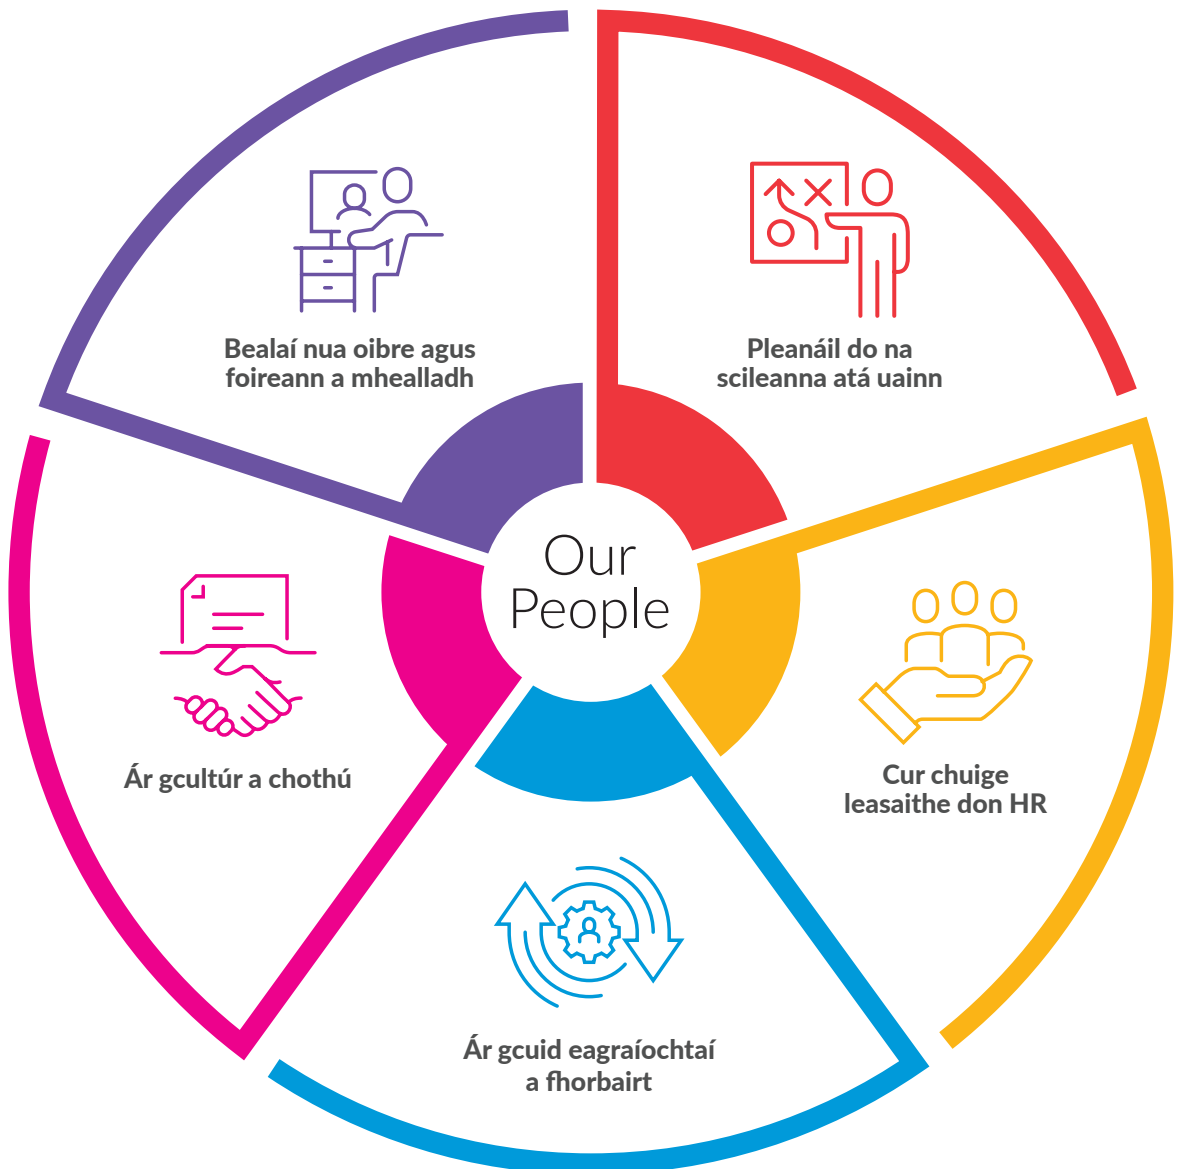 Bealaí nua oibre agus
foireann a mhealladh
Pleanáil do na
scileanna atá uainn
Our
People
Ár gcultúr a chothú
Cur chuige
leasaithe don HR
Ár gcuid eagraíochtaí
a fhorbairt